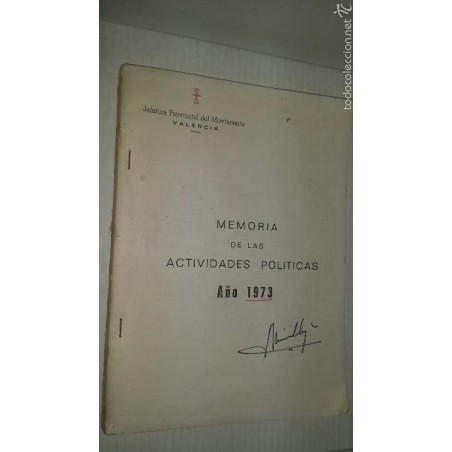 Jefatura Provincial del Movimiento
VALENCIA
MEMORIA
DE LAS
ACTIVIDADES POLITICAS
Año 1973
todocoleccion.net